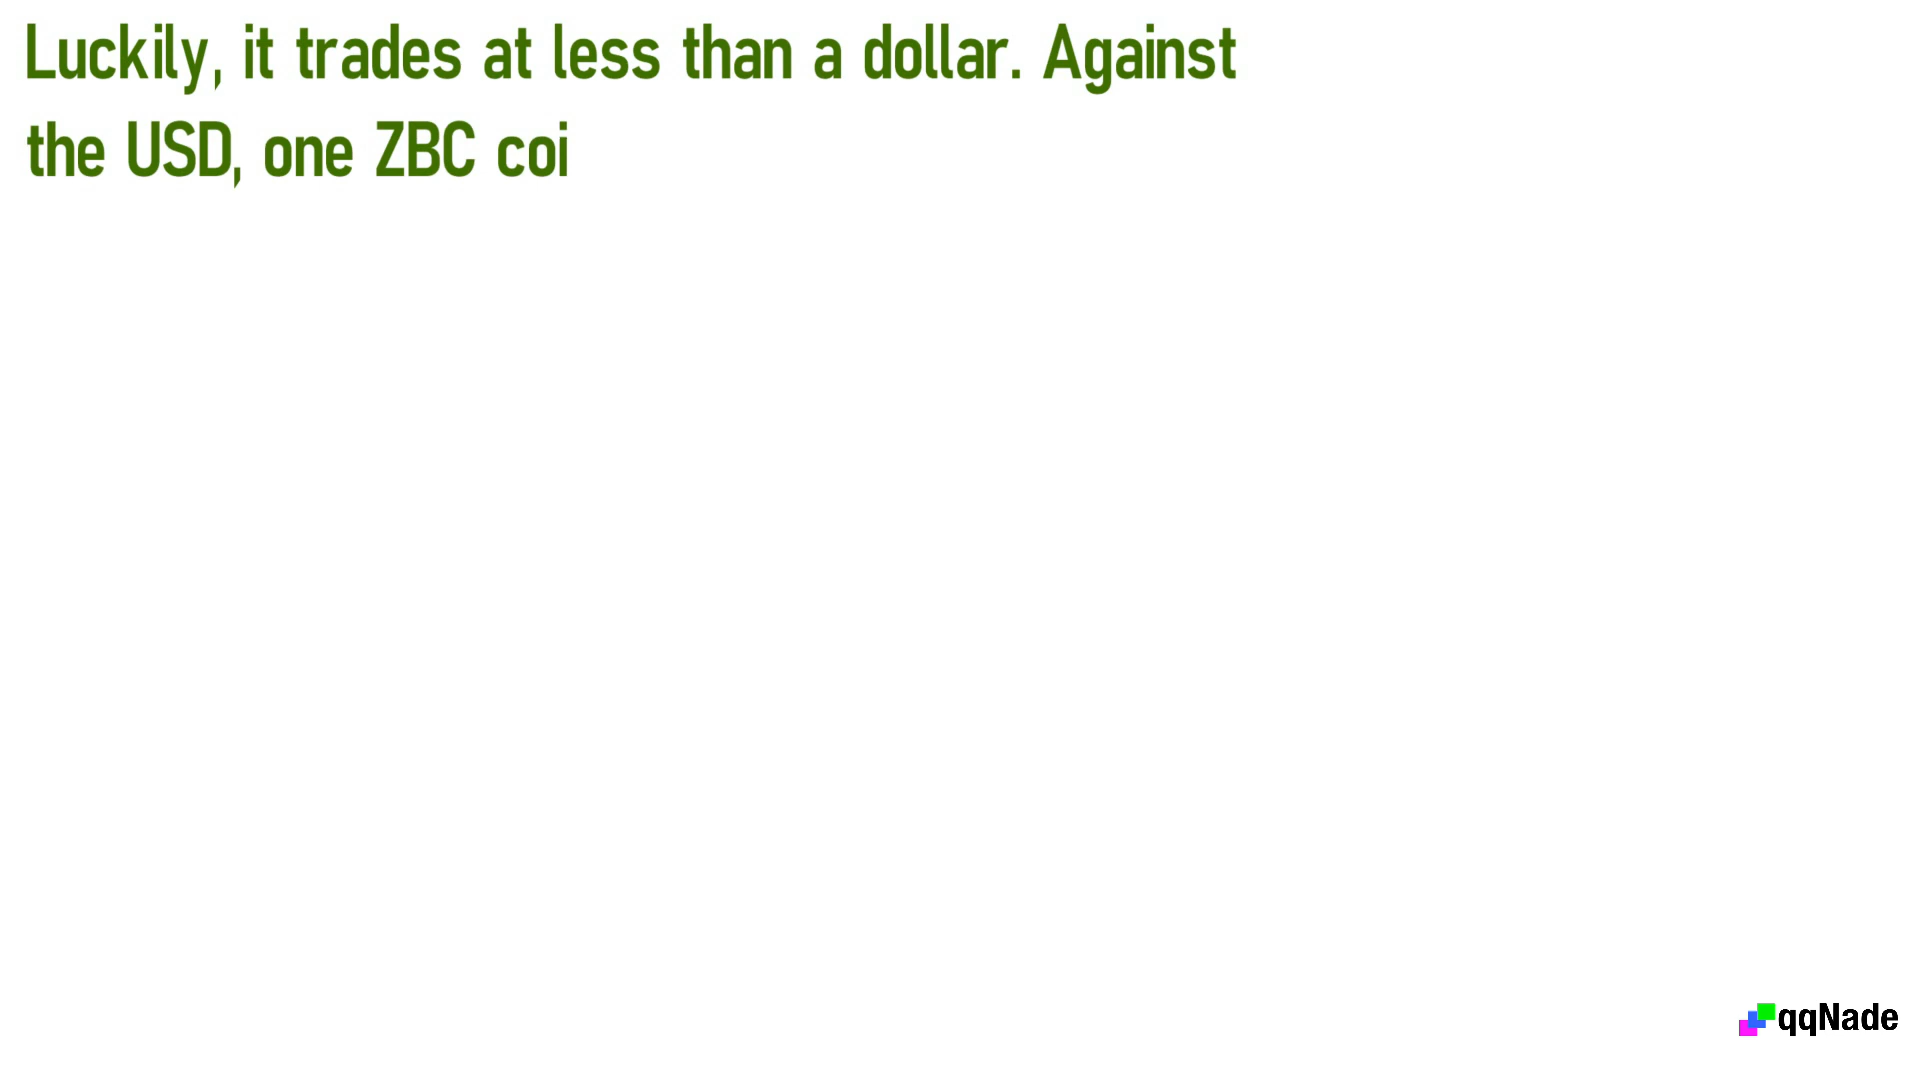 Luckily, it trades at less than a dollar. Against
the USD, one ZBC coi
qqNade